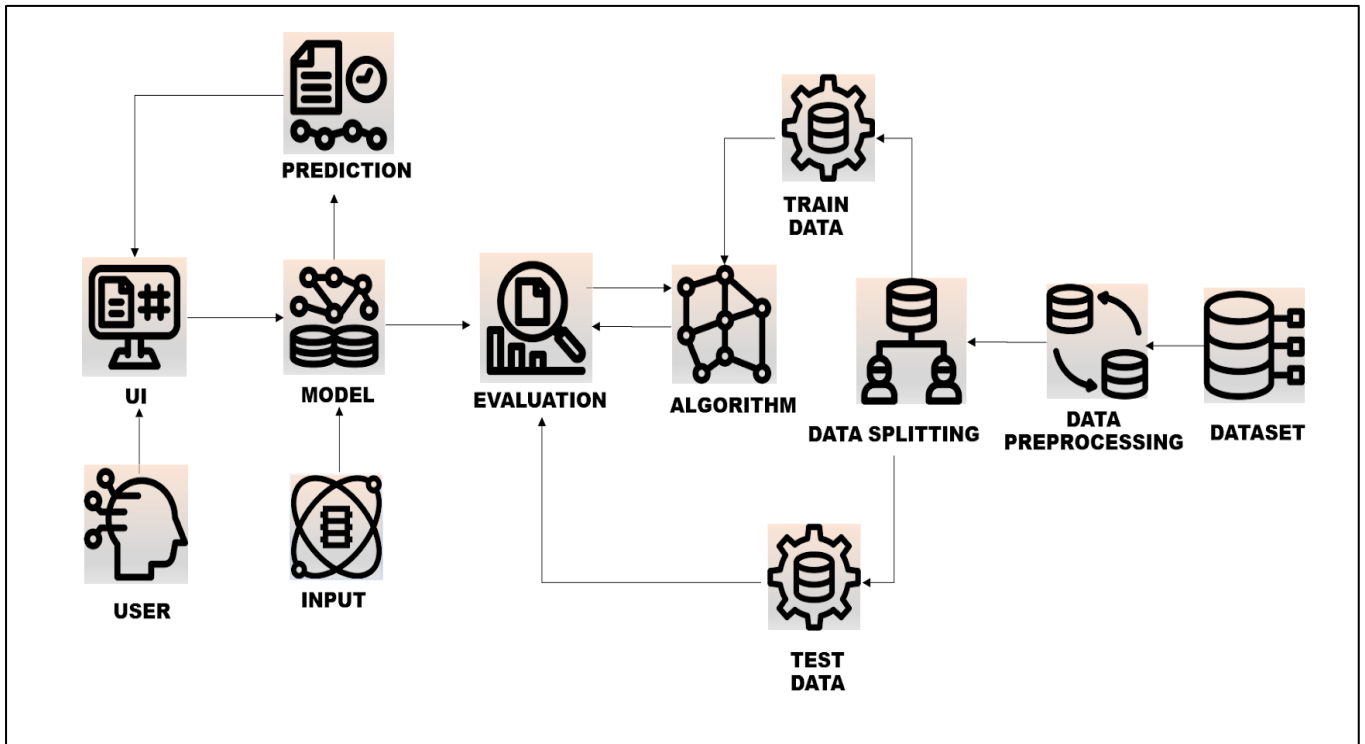 PREDICTION
TRAIN
DATA
UI
MODEL
EVALUATION
ALGORITHM
DATA SPLITTING
DATA
PREPROCESSING
DATASET
USER
INPUT
TEST
DATA